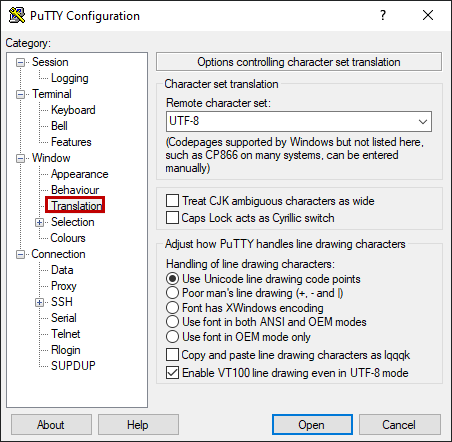 PuTTY Configuration
Category:
Session
Logging
Terminal
Keyboard
Bell
Features
Window
Appearance
Behaviour
Translation
Selection
Colours
Connection
Data
Proxy
SSH
Serial
Telnet
Rlogin
SUPDUP
Options controlling character set translation
Character set translation
Remote character set:
UTF-8
(Codepages supported by Windows but not listed here,
such as CP866 on many systems, can be entered
manually)
Treat CJK ambiguous characters as wide
Caps Lock acts as Cyrillic switch
Adjust how PuTTY handles line drawing characters
Handling of line drawing characters:
Use Unicode line drawing code points
Poor man's line drawing (+, - and |)
Font has XWindows encoding
Use font in both ANSI and OEM modes
Use font in OEM mode only
Copy and paste line drawing characters as lqqqk
Enable VT100 line drawing even in UTF-8 mode
About
Help
Open
Cancel